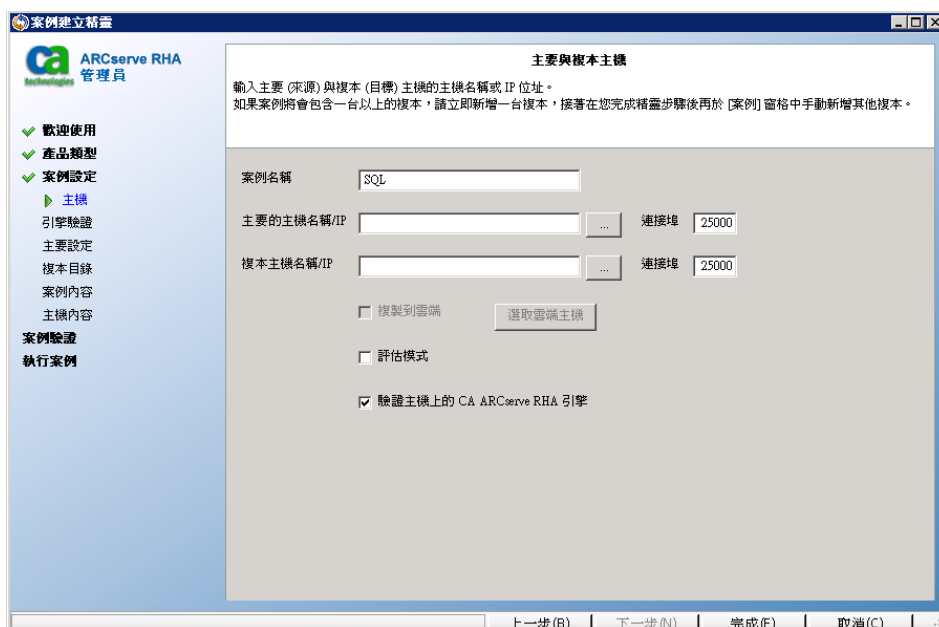 案例建立精靈
ca
technologies
ARCserve RHA
管理員
歡迎使用
產品類型
案例設定
主機
引擎驗證
主要設定
複本目錄
案例內容
主機內容
案例驗證
執行案例
主要與複本主機
輸入主要 (來源) 與複本 (目標) 主機的主機名稱或 IP 位址。
如果案例將會包含一台以上的複本，請立即新增一台複本，接著在您完成精靈步驟後再於 [案例] 窗格中手動新增其他複本。
案例名稱 SQL
主要的主機名稱/IP ... 連接埠 25000
複本主機名稱/IP ... 連接埠 25000
複製到雲端 選取雲端主機
評估模式
驗證主機上的 CA ARCserve RHA 引擎
上一步(B) 下一步(N) 完成(F) 取消(C)